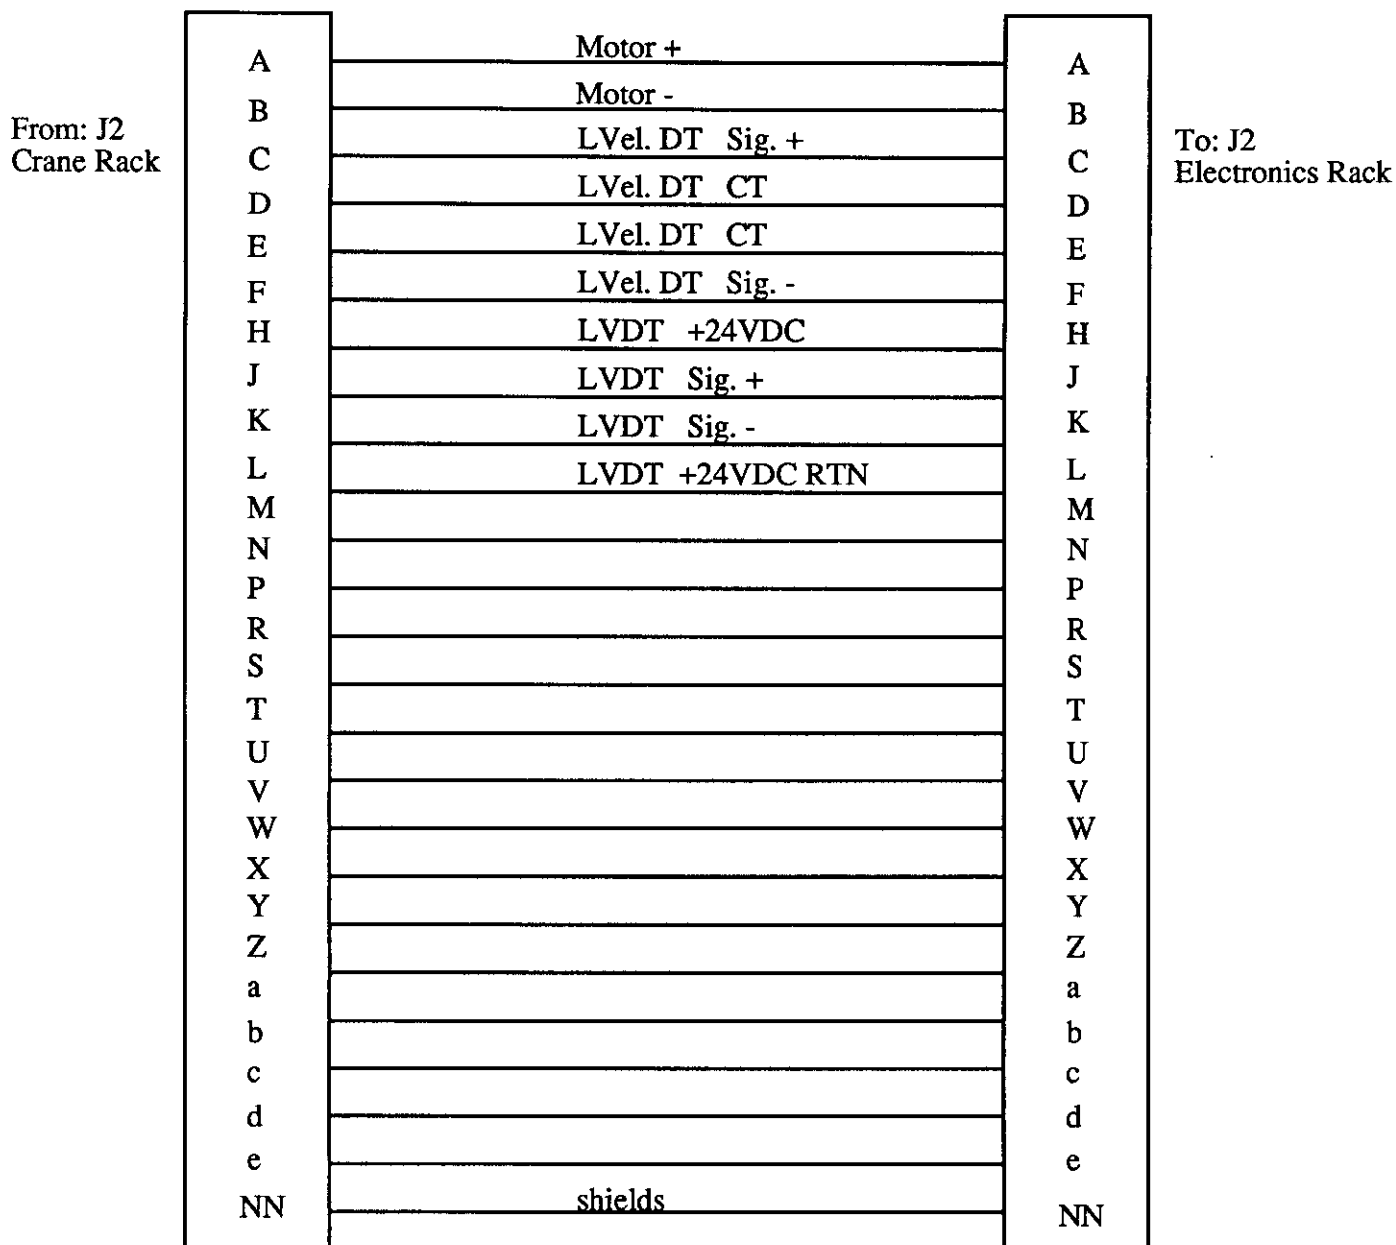 A Motor + A
B Motor - B
From: J2
Crane Rack
To: J2
Electronics Rack
C LVel. DT Sig. + C
D LVel. DT CT D
E LVel. DT CT E
F LVel. DT Sig. - F
H LVDT +24VDC H
J LVDT Sig. + J
K LVDT Sig. - K
L LVDT +24VDC RTN L
M M
N N
P P
R R
S S
T T
U U
V V
W W
X X
Y Y
Z Z
a a
b b
c c
d d
e e
NN shields NN